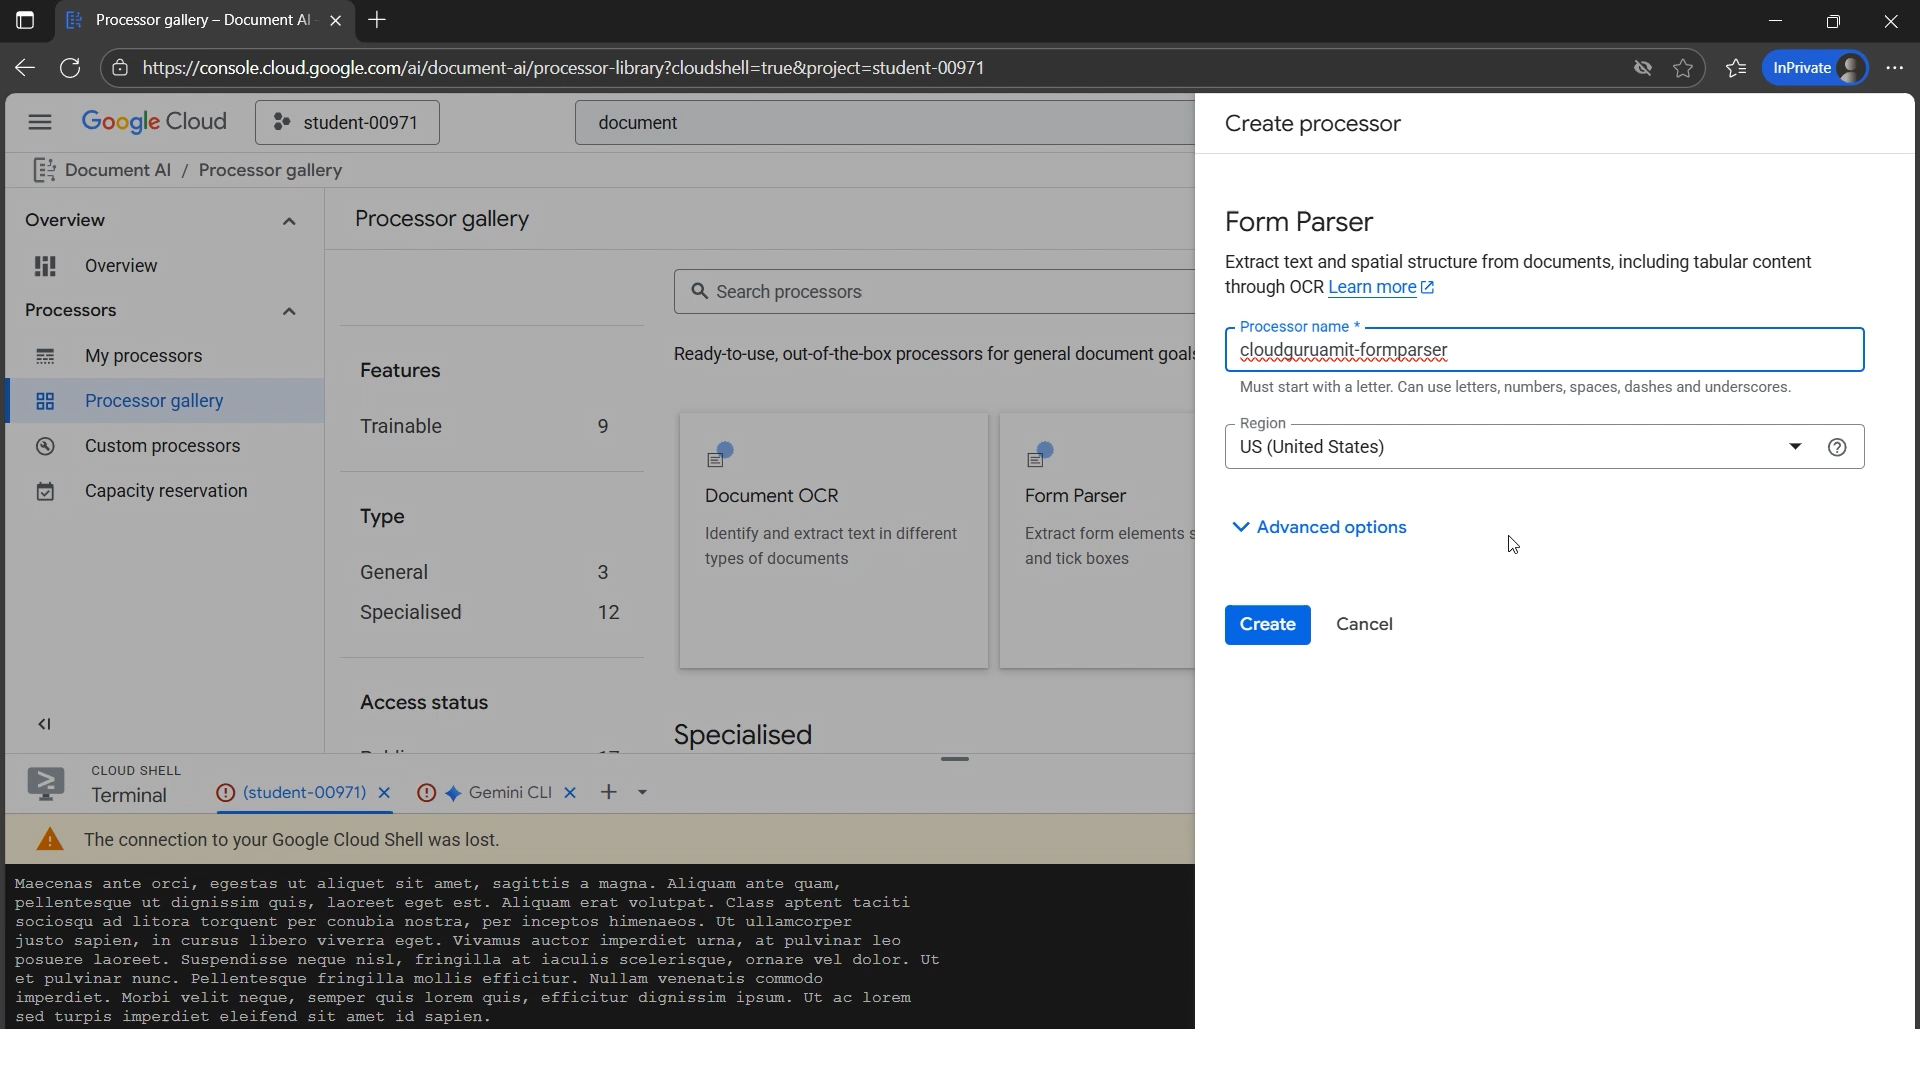 Processor gallery – Document AI
https://console.cloud.google.com/ai/document-ai/processor-library?cloudshell=true&project=student-00971
InPrivate
Google Cloud
student-00971
document
Document AI / Processor gallery
Overview
Overview
Processors
My processors
Processor gallery
Custom processors
Capacity reservation
Processor gallery
Features
Trainable 9
Type
General 3
Specialised 12
Access status
Search processors
Ready-to-use, out-of-the-box processors for general document goals
Document OCR
Identify and extract text in different
types of documents
Form Parser
Extract form elements
and tick boxes
Specialised
CLOUD SHELL
Terminal
(student-00971)
Gemini CLI
The connection to your Google Cloud Shell was lost.
Maecenas ante orci, egestas ut aliquet sit amet, sagittis a magna. Aliquam ante quam,
pellentesque ut dignissim quis, laoreet eget est. Aliquam erat volutpat. Class aptent taciti
sociosqu ad litora torquent per conubia nostra, per inceptos himenaeos. Ut ullamcorper
justo sapien, in cursus libero viverra eget. Vivamus auctor imperdiet urna, at pulvinar leo
posuere laoreet. Suspendisse neque nisl, fringilla at iaculis scelerisque, ornare vel dolor. Ut
et pulvinar nunc. Pellentesque fringilla mollis efficitur. Nullam venenatis commodo
imperdiet. Morbi velit neque, semper quis lorem quis, efficitur dignissim ipsum. Ut ac lorem
sed turpis imperdiet eleifend sit amet id sapien.
Create processor
Form Parser
Extract text and spatial structure from documents, including tabular content
through OCR Learn more
Processor name *
cloudguruamit-formparser
Must start with a letter. Can use letters, numbers, spaces, dashes and underscores.
Region
US (United States)
Advanced options
Create
Cancel